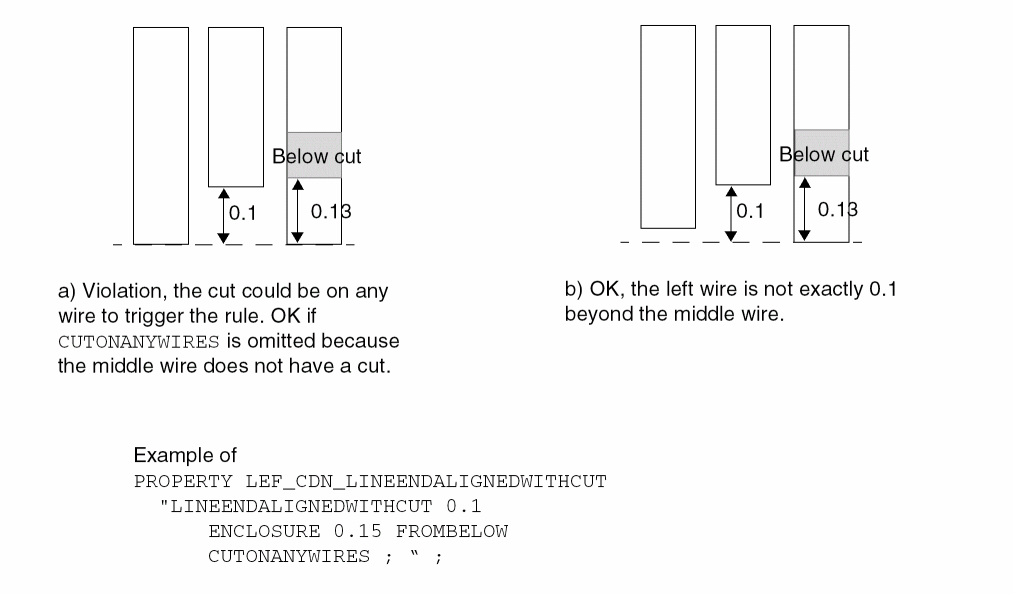 Below cut
0.1
0.13
Below cut
0.1
0.13
a) Violation, the cut could be on any
wire to trigger the rule. OK if
CUTONANYWIRES is omitted because
the middle wire does not have a cut.
b) OK, the left wire is not exactly 0.1
beyond the middle wire.
Example of
PROPERTY LEF_CDN_LINEENDALIGNEDWITHCUT
"LINEENDALIGNEDWITHCUT 0.1
ENCLOSURE 0.15 FROMBELOW
CUTONANYWIRES ; “ ;